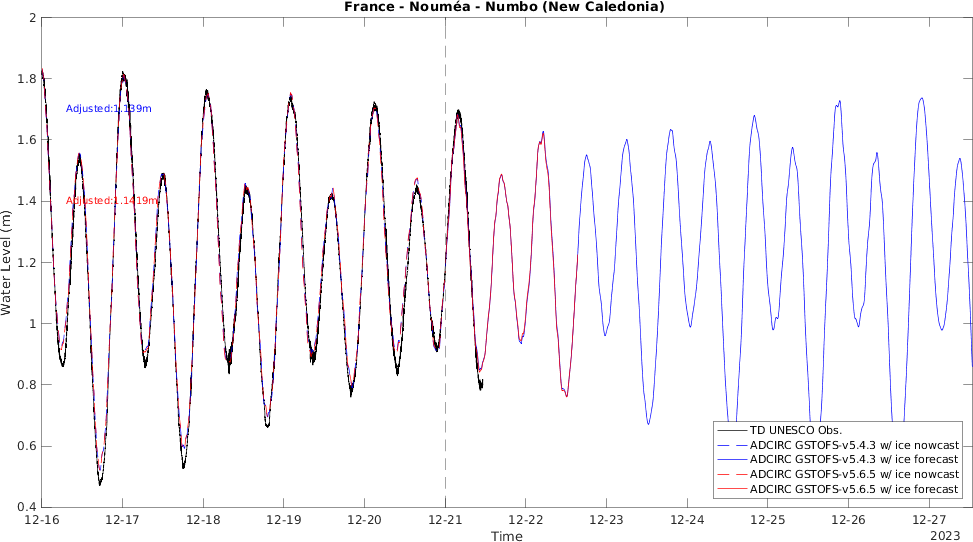 France - Nouméa - Numbo (New Caledonia)
2
1.8
1.6
1.4
1.2
1
0.8
0.6
0.4
Water Level (m)
Adjusted:1.139m
Adjusted:1.1419m
TD UNESCO Obs.
ADCIRC GSTOFS-v5.4.3 w/ ice nowcast
ADCIRC GSTOFS-v5.4.3 w/ ice forecast
ADCIRC GSTOFS-v5.6.5 w/ ice nowcast
ADCIRC GSTOFS-v5.6.5 w/ ice forecast
12-16 12-17 12-18 12-19 12-20 12-21 12-22 12-23 12-24 12-25 12-26 12-27
Time
2023